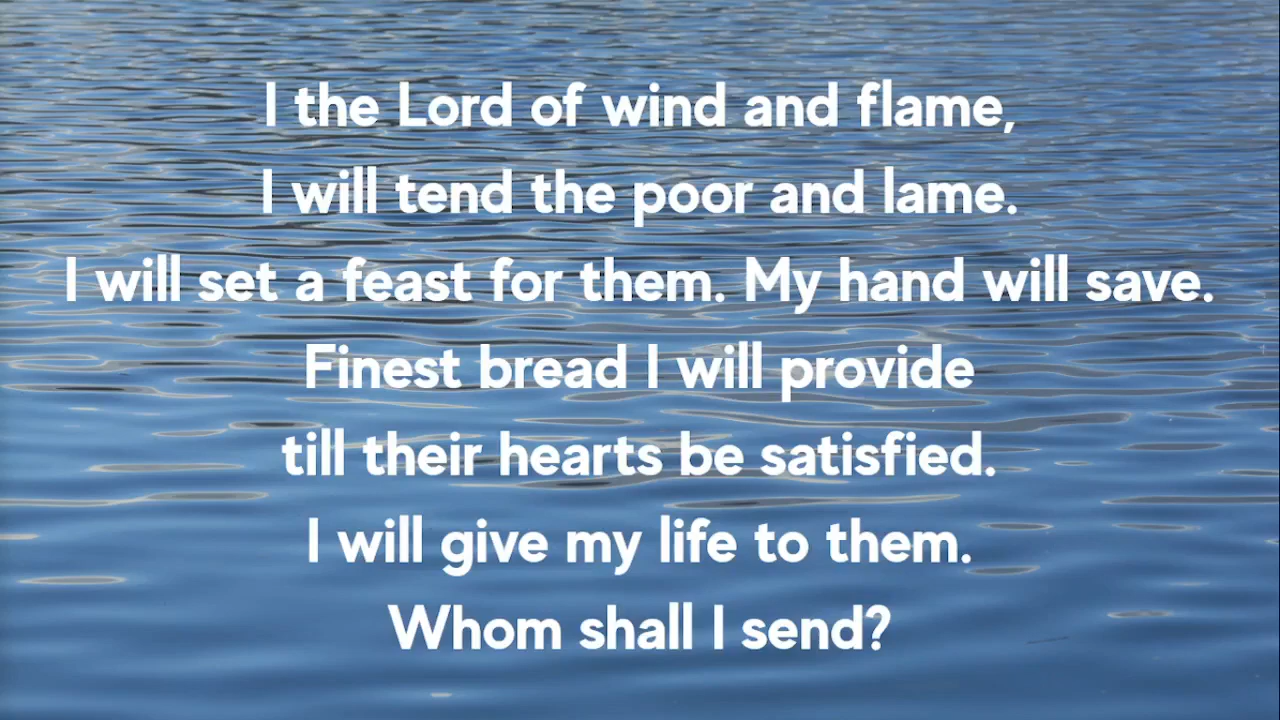 I the Lord of wind and flame,
I will tend the poor and lame.
I will set a feast for them. My hand will save.
Finest bread I will provide
till their hearts be satisfied.
I will give my life to them.
Whom shall I send?